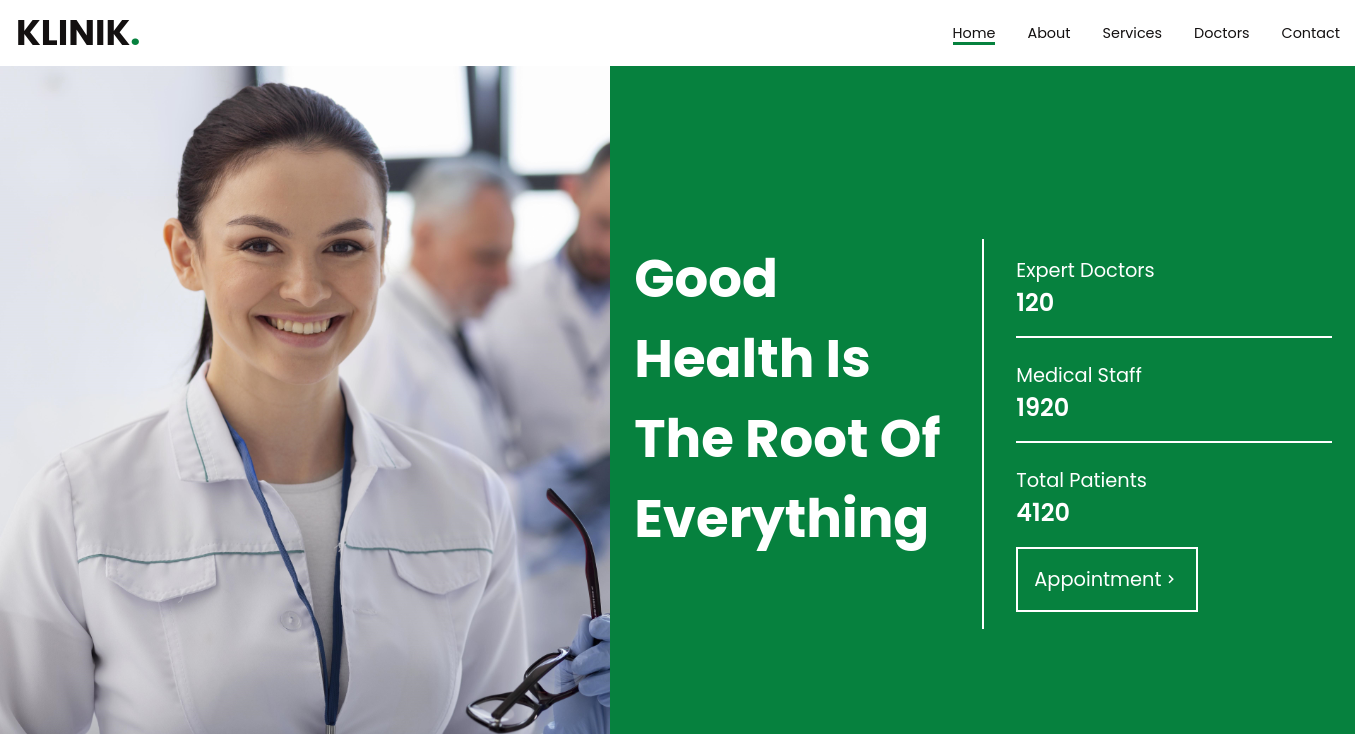 KLINIK.
Home
About
Services
Doctors
Contact
Good
Health Is
The Root Of
Everything
Expert Doctors
120
Medical Staff
1920
Total Patients
4120
Appointment ›